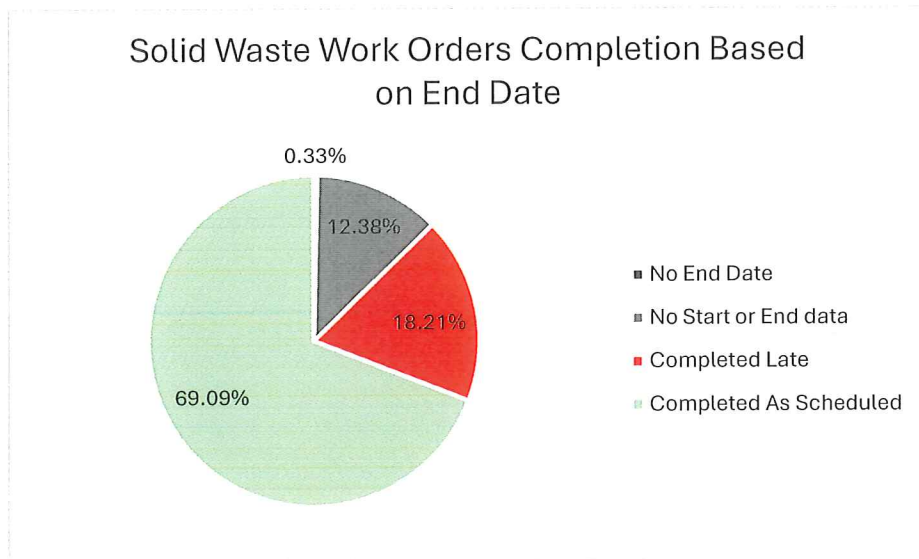 Solid Waste Work Orders Completion Based
on End Date
0.33%
12.38%
18.21%
69.09%
No End Date
No Start or End data
Completed Late
Completed As Scheduled